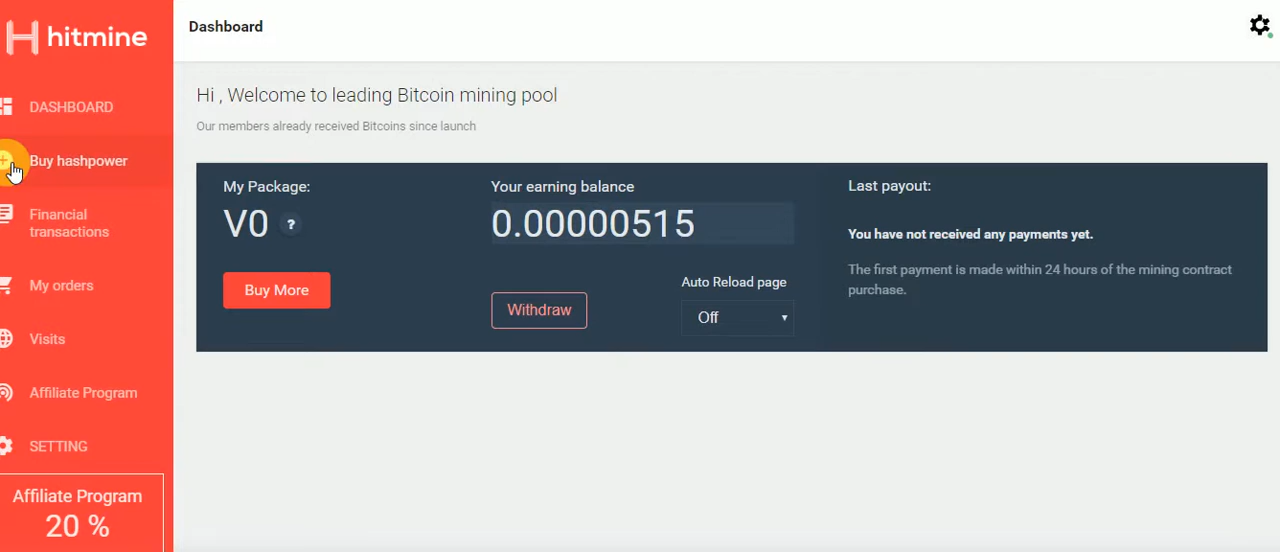 hitmine
DASHBOARD
Buy hashpower
Financial
transactions
My orders
Visits
Affiliate Program
SETTING
Affiliate Program
20 %
Dashboard
Hi , Welcome to leading Bitcoin mining pool
Our members already received Bitcoins since launch
My Package:
V0 ?
Buy More
Your earning balance
0.00000515
Withdraw
Auto Reload page
Off
Last payout:
You have not received any payments yet.
The first payment is made within 24 hours of the mining contract
purchase.